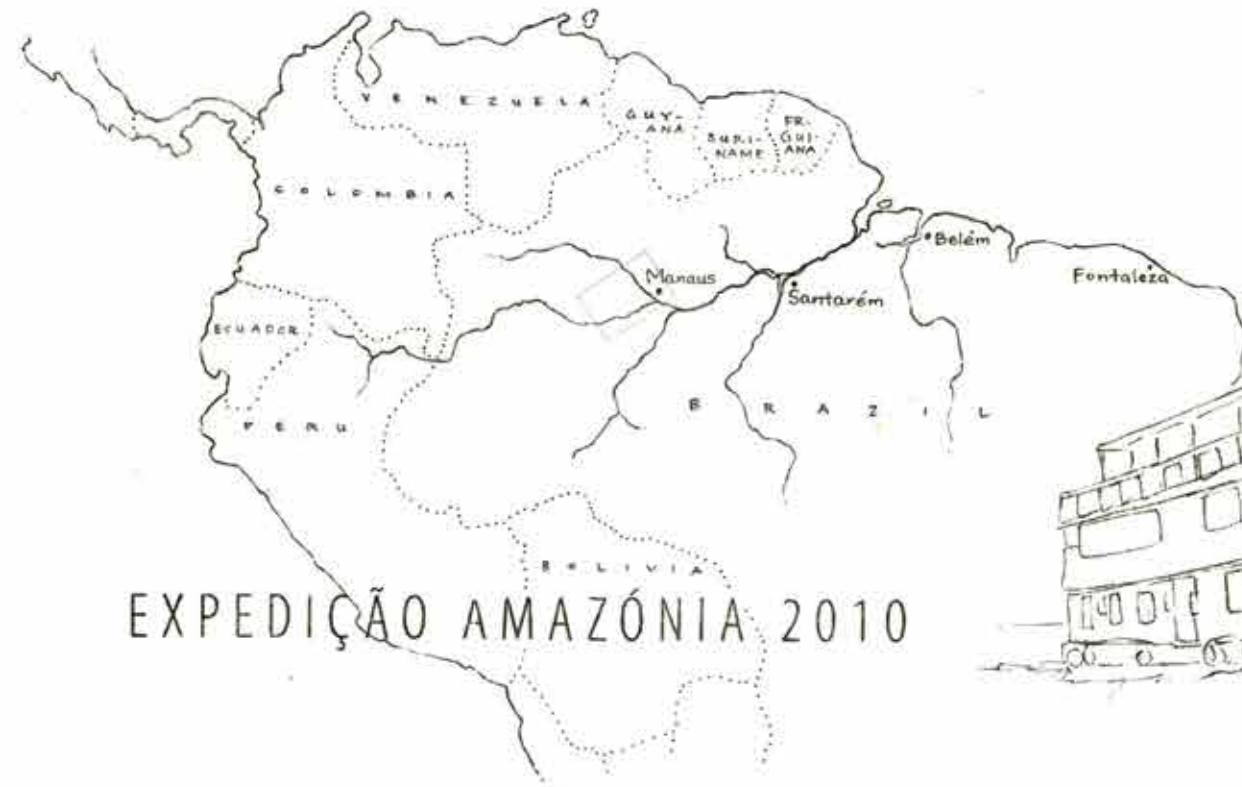 VENEZUELA
GUY-
ANA
SURI-
NAME
FR-
GUI-
ANA
COLOMBIA
Belém
Manaus
Santarém
Fontaleza
ECUADOR
PERU
BRAZIL
BOLIVIA
EXPEDIÇÃO AMAZÓNIA 2010